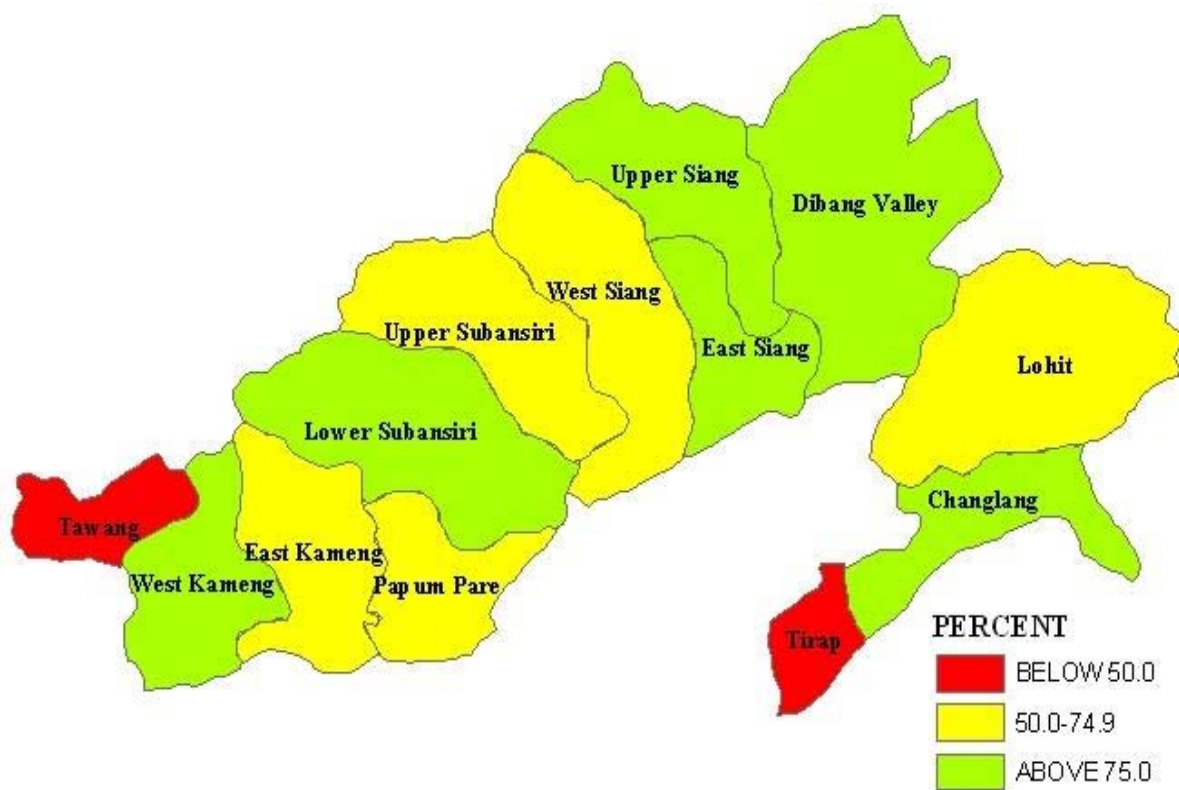 Upper Siang
Dibang Valley
West Siang
Upper Subansiri
East Siang
Lohit
Lower Subansiri
Changlang
Tawang
East Kameng
West Kameng
Papum Pare
Tirap
PERCENT
BELOW 50.0
50.0-74.9
ABOVE 75.0